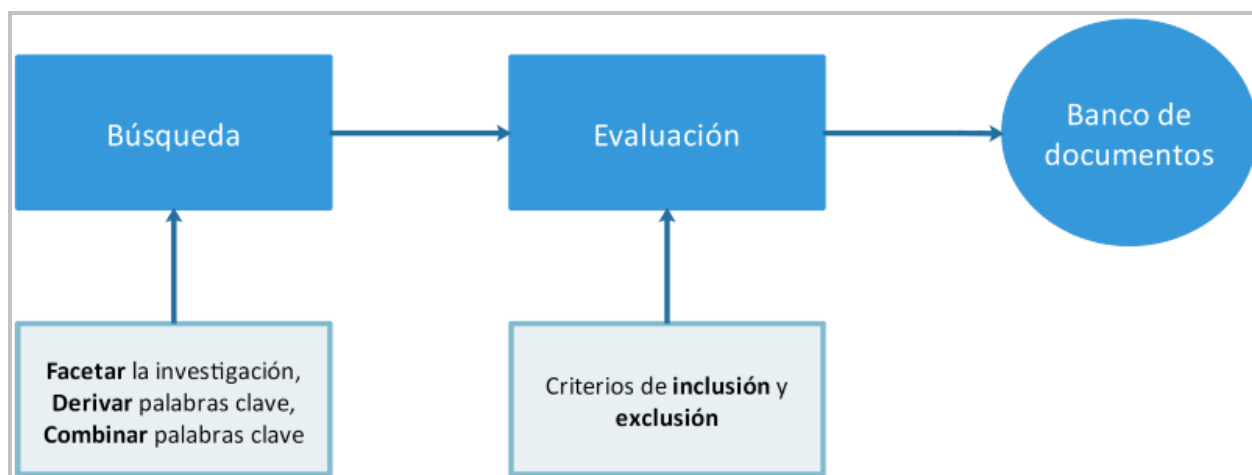 Búsqueda
Evaluación
Banco de
documentos
Facetar la investigación,
Derivar palabras clave,
Combinar palabras clave
Criterios de inclusión y
exclusión